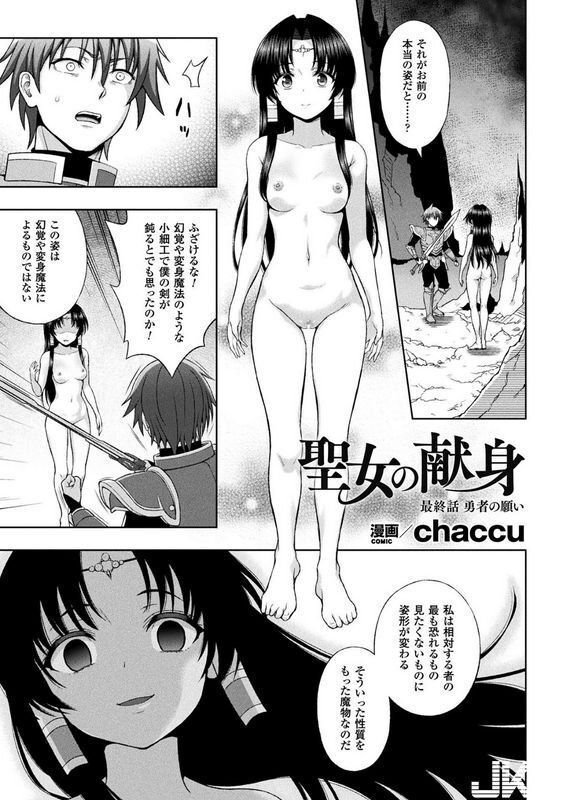 それがお前の
本当の姿だと……?
ふざけるな!
幻覚や変身魔法のような
小細工で僕の剣が
鈍るとでも思ったのか!
この姿は
幻覚や変身魔法に
よるものではない
聖女の献身
最終話 勇者の願い
漫画/chaccu
COMIC
私は相対する者の
最も恐れるもの
見たくないものに
姿形が変わる
そういった性質を
もった魔物なのだ